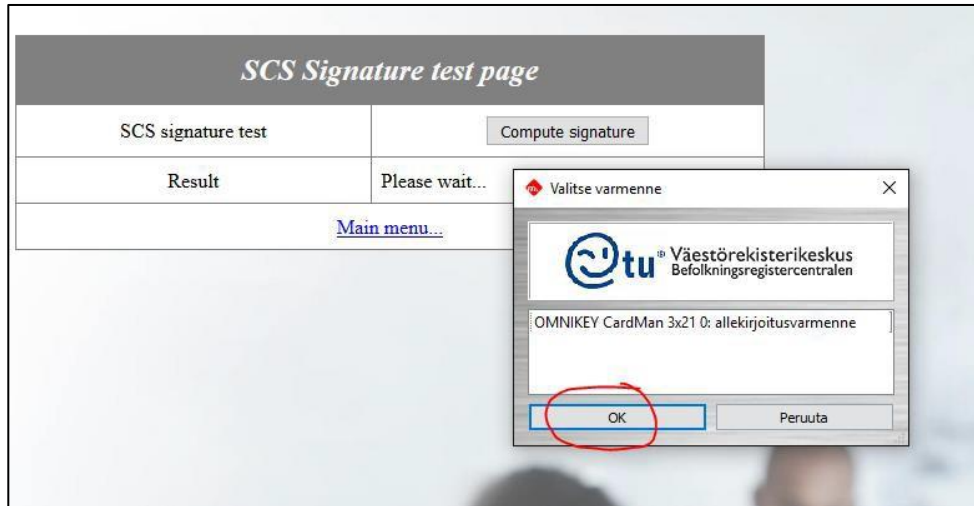 SCS Signature test page
SCS signature test
Compute signature
Result
Please wait...
Main menu...
Valitse varmenne
tu® Väestörekisterikeskus
Befolkningsregistercentralen
OMNIKEY CardMan 3x21 0: allekirjoitusvarmenne
OK
Peruuta